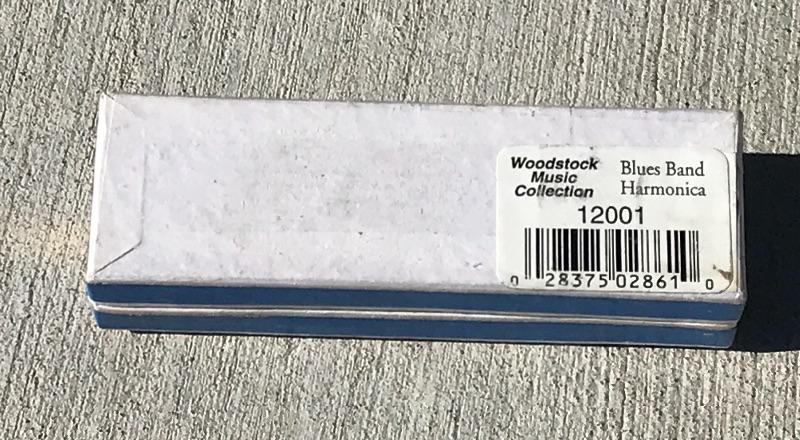 Woodstock
Music
Collection
Blues Band
Harmonica
12001
0 28375 02861 0